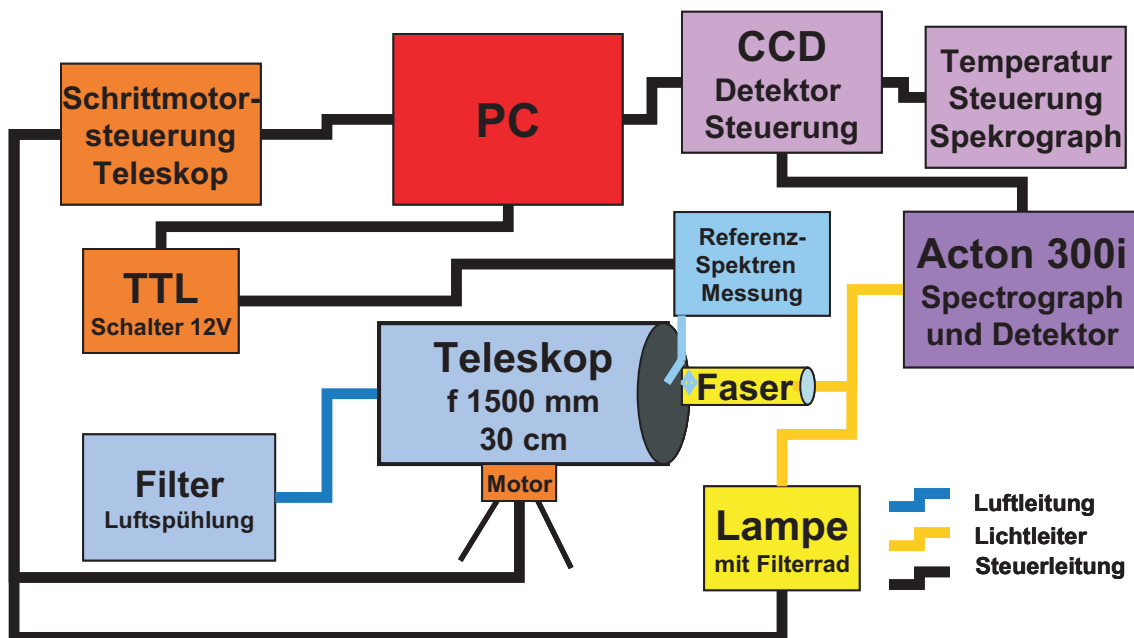 Schrittmotor-
steuerung
Teleskop
PC
CCD
Detektor
Steuerung
Temperatur
Steuerung
Spekrograph
TTL
Schalter 12V
Referenz-
Spektren
Messung
Acton 300i
Spectrograph
und Detektor
Teleskop
f 1500 mm
30 cm
Faser
Motor
Filter
Luftspühlung
Lampe
mit Filterrad
Luftleitung
Lichtleiter
Steuerleitung